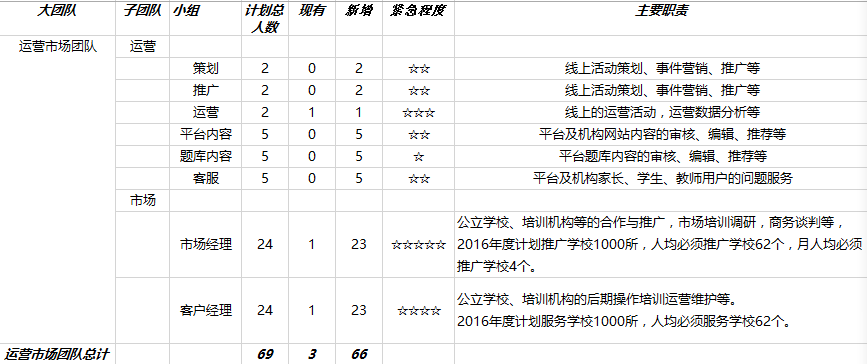 大团队 子团队 小组 计划总人数 现有 新增 紧急程度 主要职责
运营市场团队 运营
策划 2 0 2 ☆☆ 线上活动策划、事件营销、推广等
推广 2 0 2 ☆☆ 线上活动策划、事件营销、推广等
运营 2 1 1 ☆☆☆ 线上的运营活动，运营数据分析等
平台内容 5 0 5 ☆☆ 平台及机构网站内容的审核、编辑、推荐等
题库内容 5 0 5 ☆ 平台题库内容的审核、编辑、推荐等
客服 5 0 5 ☆☆ 平台及机构家长、学生、教师用户的问题服务
市场
市场经理 24 1 23 ☆☆☆☆☆ 公立学校、培训机构等的合作与推广，市场培训调研，商务谈判等，
2016年度计划推广学校1000所，人均必须推广学校62个，月人均必须
推广学校4个。
客户经理 24 1 23 ☆☆☆☆ 公立学校、培训机构的后期操作培训运营维护等。
2016年度计划服务学校1000所，人均必须服务学校62个。
运营市场团队总计 69 3 66